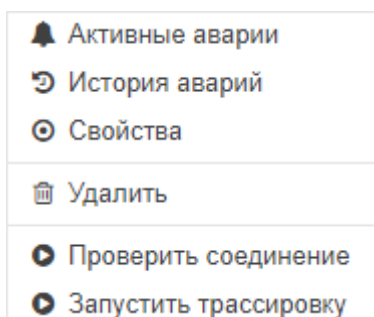 Активные аварии
История аварий
Свойства
Удалить
Проверить соединение
Запустить трассировку